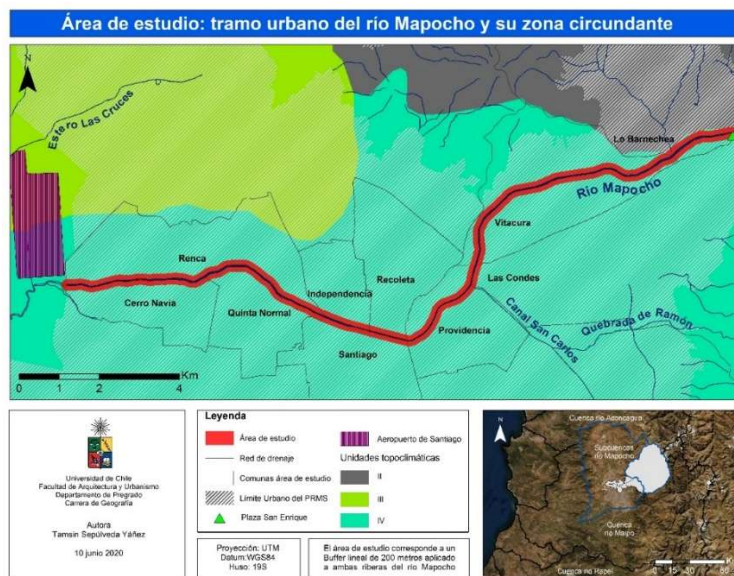 Área de estudio: tramo urbano del río Mapocho y su zona circundante
N
Estero Las Cruces
Lo Barnechea
Río Mapocho
Vitacura
Renca
Recoleta
Las Condes
Independencia
Cerro Navia
Quinta Normal
Canal San Carlos
Quebrada de Ramón
Providencia
Santiago
Km
0 1 2 4
Universidad de Chile
Facultad de Arquitectura y Urbanismo
Departamento de Pregrado
Carrera de Geografía
Autora
Tamsin Sepúlveda Yáñez
10 junio 2020
Leyenda
Área de estudio
Red de drenaje
Comunas área de estudio
Límite Urbano del PRMS
Plaza San Enrique
Aeropuerto de Santiago
Unidades topoclimáticas
II
III
IV
Proyección: UTM
Datum:WGS84
Huso: 19S
El área de estudio corresponde a un
Buffer lineal de 200 metros aplicado
a ambas riberas del río Mapocho
N
Cuenca río Aconcagua
Subcuencas
río Mapocho
Cuenca
río Maipo
Cuenca río Rapel